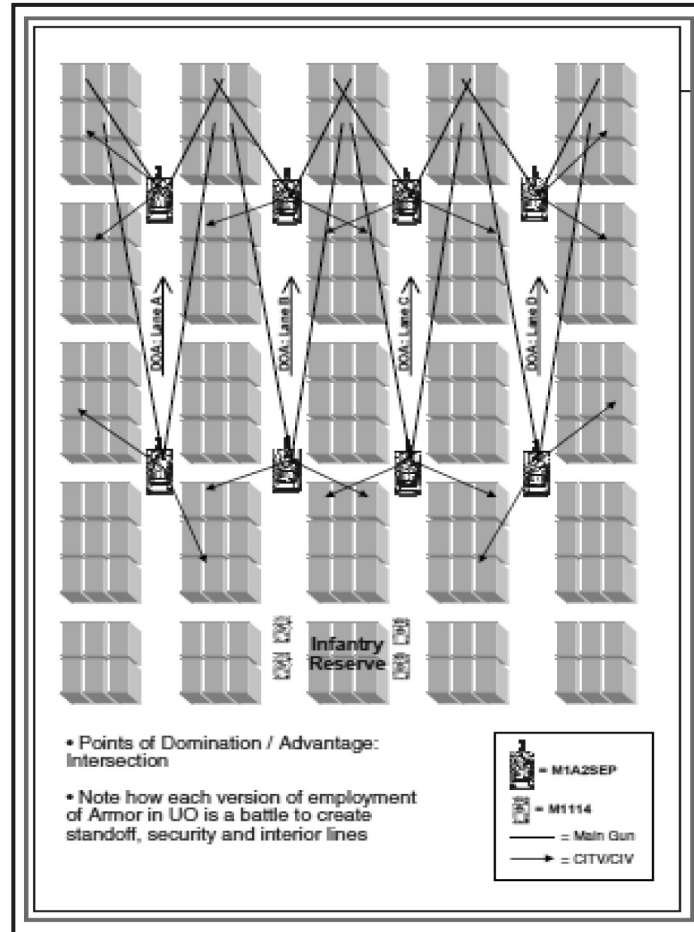 DOA: Lane A
DOA: Lane B
DOA: Lane C
DOA: Lane D
Infantry
Reserve
• Points of Domination / Advantage:
Intersection
• Note how each version of employment
of Armor in UO is a battle to create
standoff, security and interior lines
= M1A2SEP
= M1114
= Main Gun
= CITV/CIV